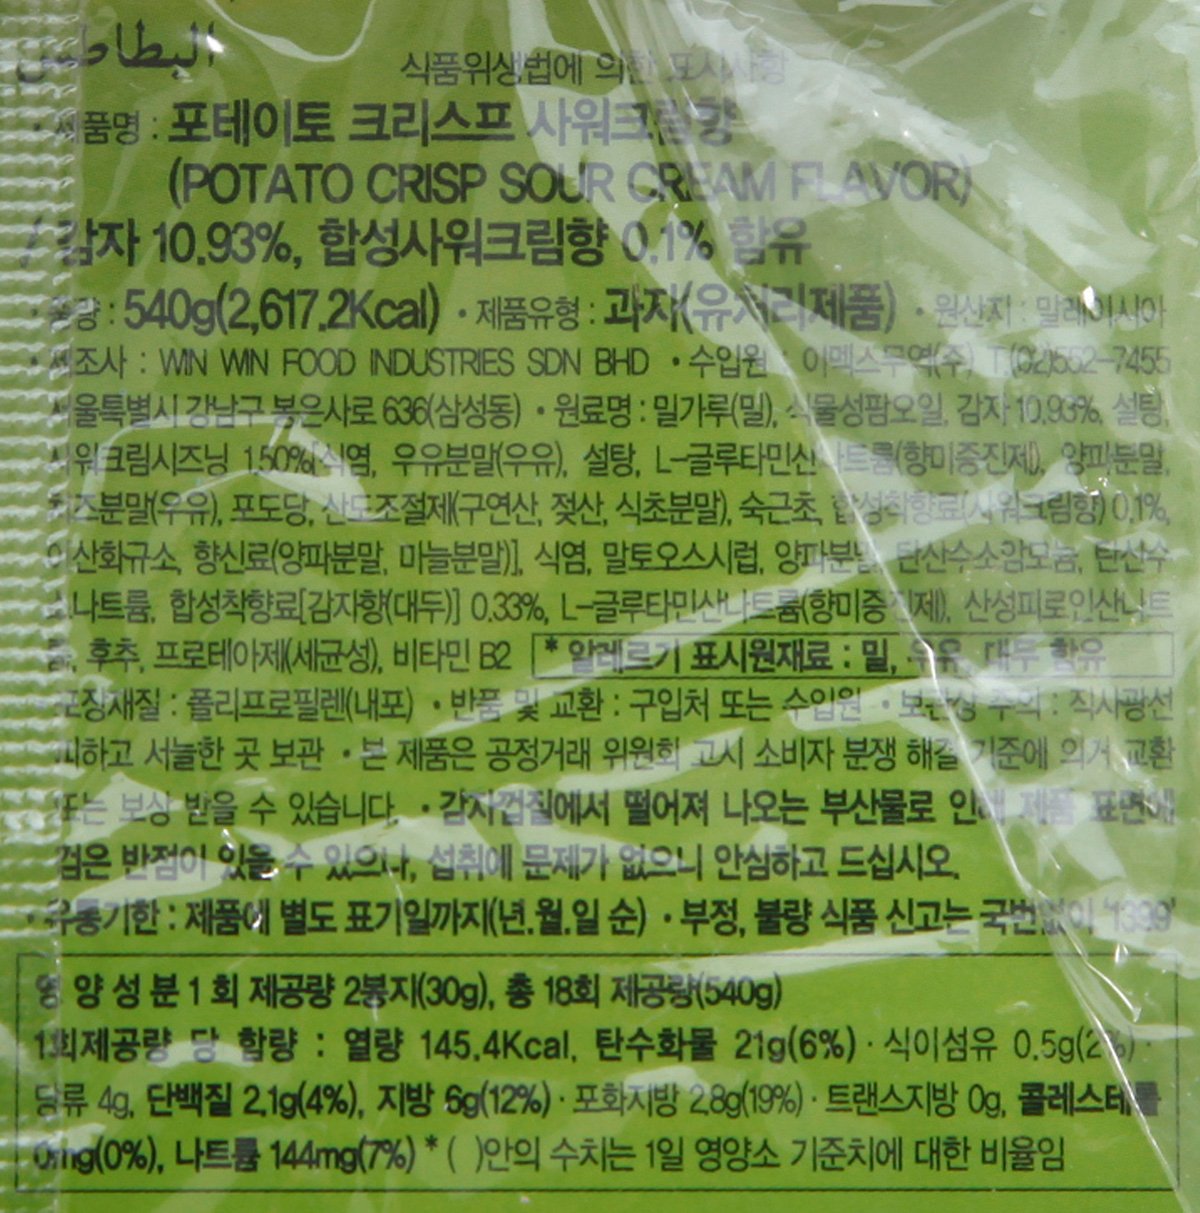 البطاطس
식품위생법에 의한 표시사항
· 제품명 : 포테이토 크리스프 사워크림향
(POTATO CRISP SOUR CREAM FLAVOR)
/ 감자 10.93%, 합성사워크림향 0.1% 함유
· 용량 : 540g(2,617.2Kcal) · 제품유형 : 과자(유처리제품) · 원산지 : 말레이시아
· 제조사 : WIN WIN FOOD INDUSTRIES SDN BHD · 수입원 : 아멕스무역(주) T.(02)552-7455
서울특별시 강남구 봉은사로 636(삼성동) · 원료명 : 밀가루(밀), 식물성팜오일, 감자 10.93%, 설탕,
사워크림시즈닝 1.50%[식염, 우유분말(우유), 설탕, L-글루타민산나트륨(향미증진제), 양파분말,
치즈분말(우유), 포도당, 산도조절제(구연산, 젖산, 식초분말), 숙근초, 합성착향료(사워크림향) 0.1%,
이산화규소, 향신료(양파분말, 마늘분말)], 식염, 말토오스시럽, 양파분말, 탄산수소암모늄, 탄산수
소나트륨, 합성착향료[감자향(대두)] 0.33%, L-글루타민산나트륨(향미증진제), 산성피로인산나트
륨, 후추, 프로테아제(세균성), 비타민 B2 * 알레르기 표시원재료 : 밀, 우유, 대두 함유
· 포장재질 : 폴리프로필렌(내포) · 반품 및 교환 : 구입처 또는 수입원 · 보관상 주의 : 직사광선
피하고 서늘한 곳 보관 · 본 제품은 공정거래 위원회 고시 소비자 분쟁 해결 기준에 의거 교환
또는 보상 받을 수 있습니다. · 감자껍질에서 떨어져 나오는 부산물로 인해 제품 표면에
검은 반점이 있을 수 있으나, 섭취에 문제가 없으니 안심하고 드십시오.
· 유통기한 : 제품에 별도 표기일까지(년.월.일 순) · 부정, 불량 식품 신고는 국번없이 '1399'
영 양 성 분 1 회 제공량 2봉지(30g), 총 18회 제공량(540g)
1회제공량 당 함량 : 열량 145.4Kcal, 탄수화물 21g(6%) · 식이섬유 0.5g(2%) ·
당류 4g, 단백질 2.1g(4%), 지방 6g(12%) · 포화지방 2.8g(19%) · 트랜스지방 0g, 콜레스테롤
0mg(0%), 나트륨 144mg(7%) * ( )안의 수치는 1일 영양소 기준치에 대한 비율임